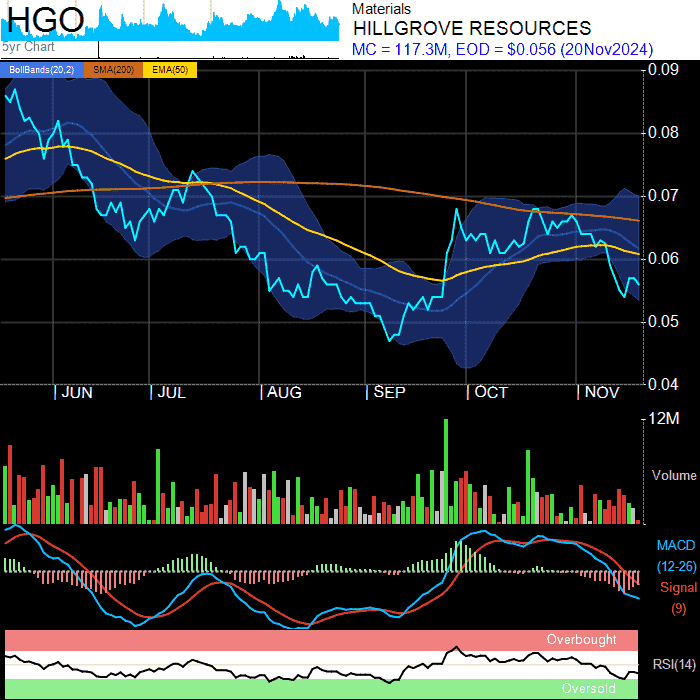 HGO
5yr Chart
Materials
HILLGROVE RESOURCES
MC = 117.3M, EOD = $0.056 (20Nov2024)
BollBands(20,2) SMA(200) EMA(50)
0.09
0.08
0.07
0.06
0.05
0.04
| JUN | JUL | AUG | SEP | OCT | NOV
12M
Volume
MACD
(12-26)
Signal
(9)
Overbought
RSI(14)
Oversold